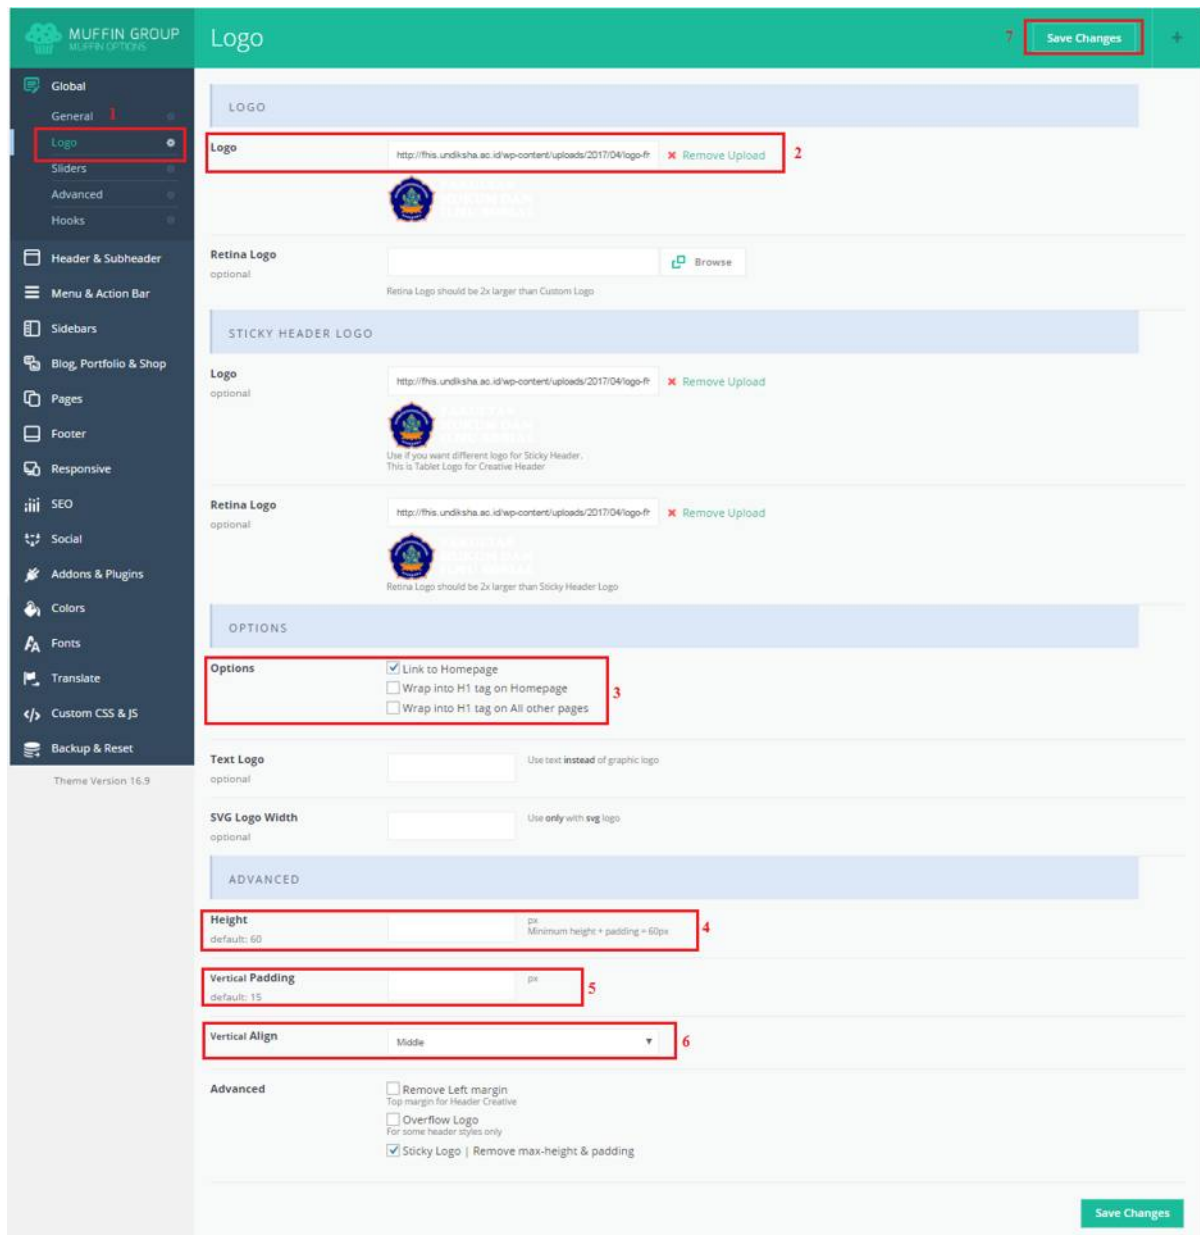 MUFFIN GROUP
MUFFIN OPTIONS
Logo
7
Save Changes
+
Global
General
1
Logo
Sliders
Advanced
Hooks
Header & Subheader
Menu & Action Bar
Sidebars
Blog, Portfolio & Shop
Pages
Footer
Responsive
SEO
Social
Addons & Plugins
Colors
Fonts
Translate
Custom CSS & JS
Backup & Reset
Theme Version 16.9
LOGO
Logo
http://fhis.undiksha.ac.id/wp-content/uploads/2017/04/logo-fh
Remove Upload
2
Retina Logo
optional
Browse
Retina Logo should be 2x larger than Custom Logo
STICKY HEADER LOGO
Logo
optional
http://fhis.undiksha.ac.id/wp-content/uploads/2017/04/logo-fh
Remove Upload
Use if you want different logo for Sticky Header.
This is Tablet Logo for Creative Header
Retina Logo
optional
http://fhis.undiksha.ac.id/wp-content/uploads/2017/04/logo-fh
Remove Upload
Retina Logo should be 2x larger than Sticky Header Logo
OPTIONS
Options
Link to Homepage
Wrap into H1 tag on Homepage
Wrap into H1 tag on All other pages
3
Text Logo
optional
Use text instead of graphic logo
SVG Logo Width
optional
Use only with svg logo
ADVANCED
Height
default: 60
px
Minimum height + padding = 60px
4
Vertical Padding
default: 15
px
5
Vertical Align
Middle
6
Advanced
Remove Left margin
Top margin for Header Creative
Overflow Logo
For some header styles only
Sticky Logo | Remove max-height & padding
Save Changes